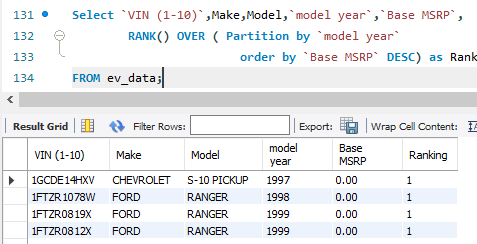 131 Select `VIN (1-10)`,Make,Model,`model year`,`Base MSRP`,
132 RANK() OVER ( Partition by `model year`
133 order by `Base MSRP` DESC) as Rank
134 FROM ev_data;
Result Grid Filter Rows: Export: Wrap Cell Content:
VIN (1-10) Make Model model year Base MSRP Ranking
1GCDE14HXV CHEVROLET S-10 PICKUP 1997 0.00 1
1FTZR1078W FORD RANGER 1998 0.00 1
1FTZR0819X FORD RANGER 1999 0.00 1
1FTZR0812X FORD RANGER 1999 0.00 1